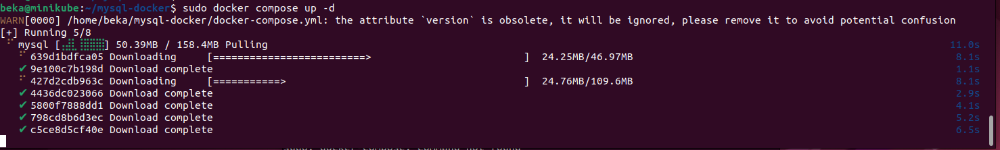 beka@minikube:~/mysql-docker$ sudo docker compose up -d
WARN[0000] /home/beka/mysql-docker/docker-compose.yml: the attribute `version` is obsolete, it will be ignored, please remove it to avoid potential confusion
[+] Running 5/8
mysql [⣾⣿] 50.39MB / 158.4MB Pulling 11.0s
639d1bdfca05 Downloading [=========================>                         ] 24.25MB/46.97MB 8.1s
✔ 9e100c7b198d Download complete 1.1s
427d2cdb963c Downloading [===========>                                       ] 24.76MB/109.6MB 8.1s
✔ 4436dc023066 Download complete 2.9s
✔ 5800f7888dd1 Download complete 4.1s
✔ 798cd8b6d3ec Download complete 5.2s
✔ c5ce8d5cf40e Download complete 6.5s